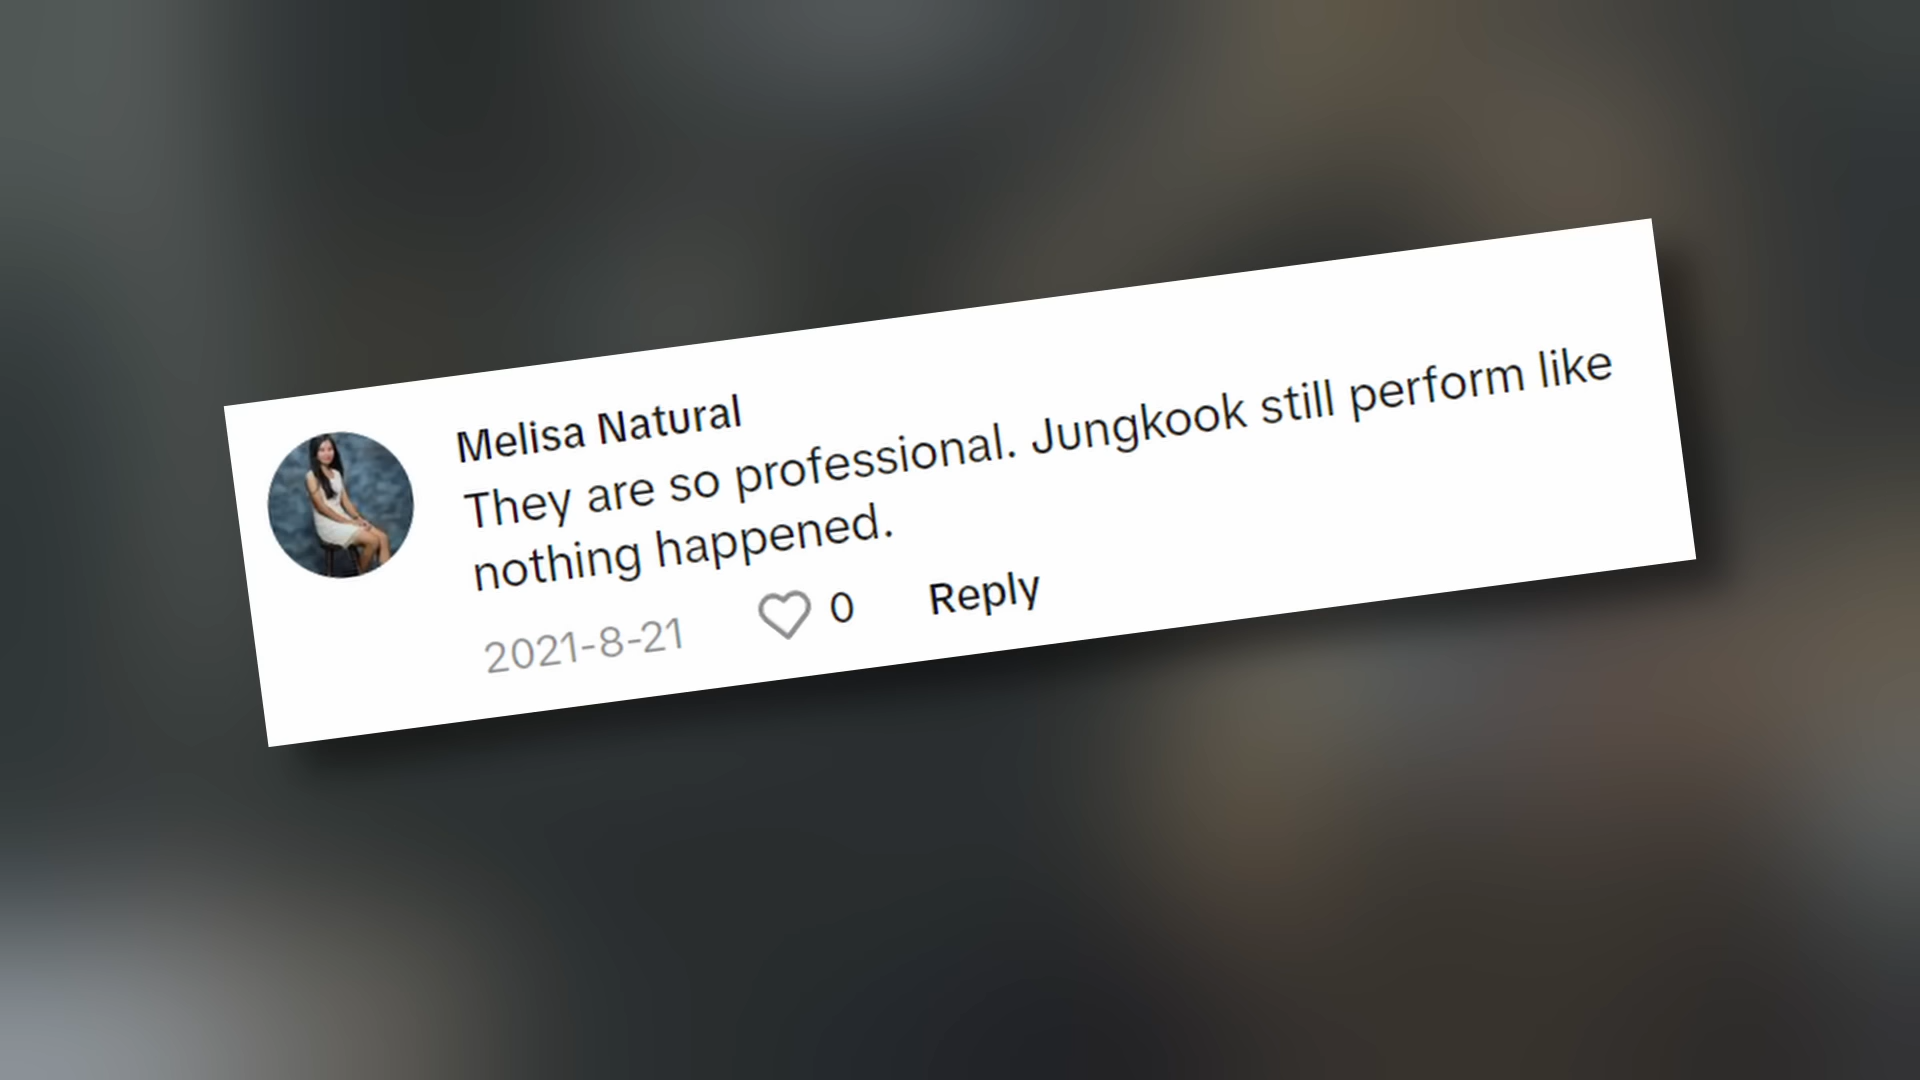 Melisa Natural
They are so professional. Jungkook still perform like
nothing happened.
2021-8-21 0 Reply